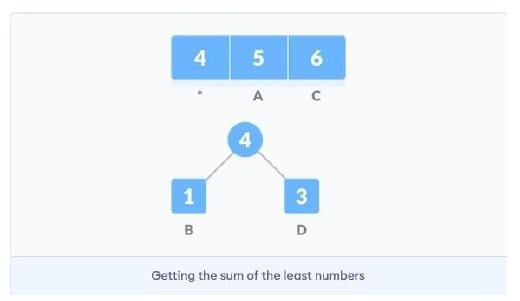 4 5 6
* A C
4
1 3
B D
Getting the sum of the least numbers